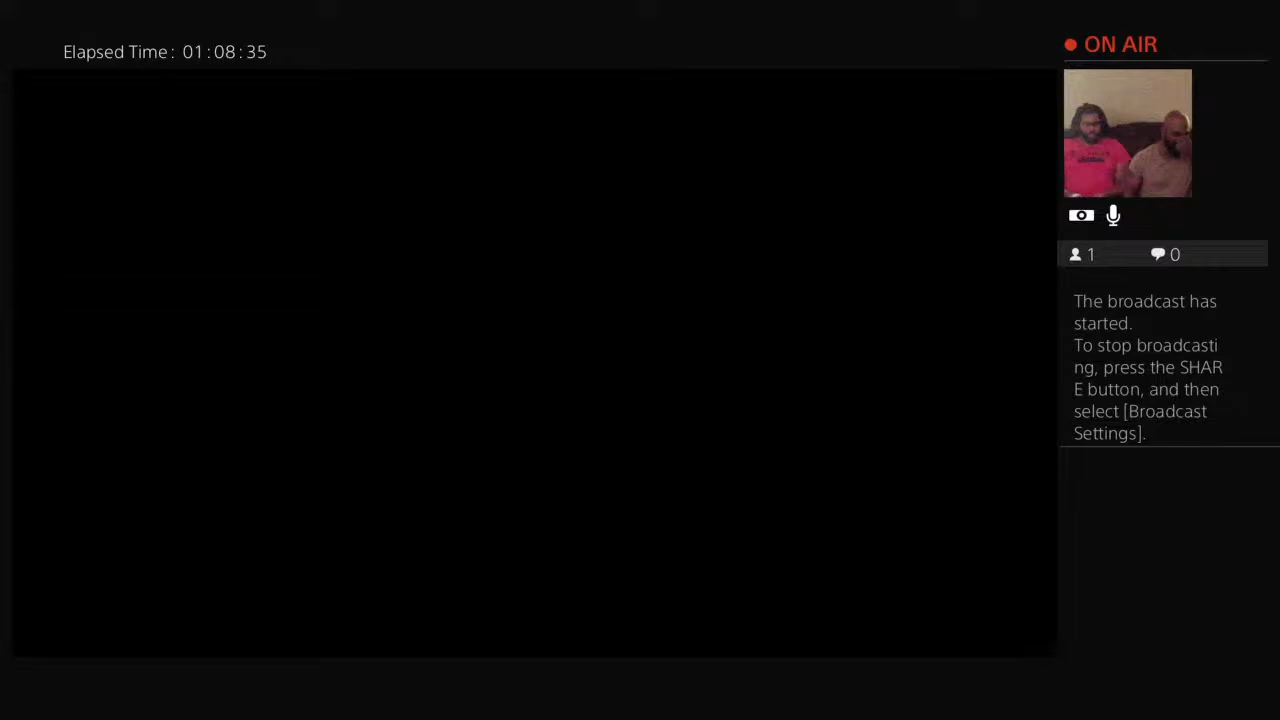 Elapsed Time: 01:08:35
ON AIR
1 0
The broadcast has
started.
To stop broadcasti
ng, press the SHAR
E button, and then
select [Broadcast
Settings].